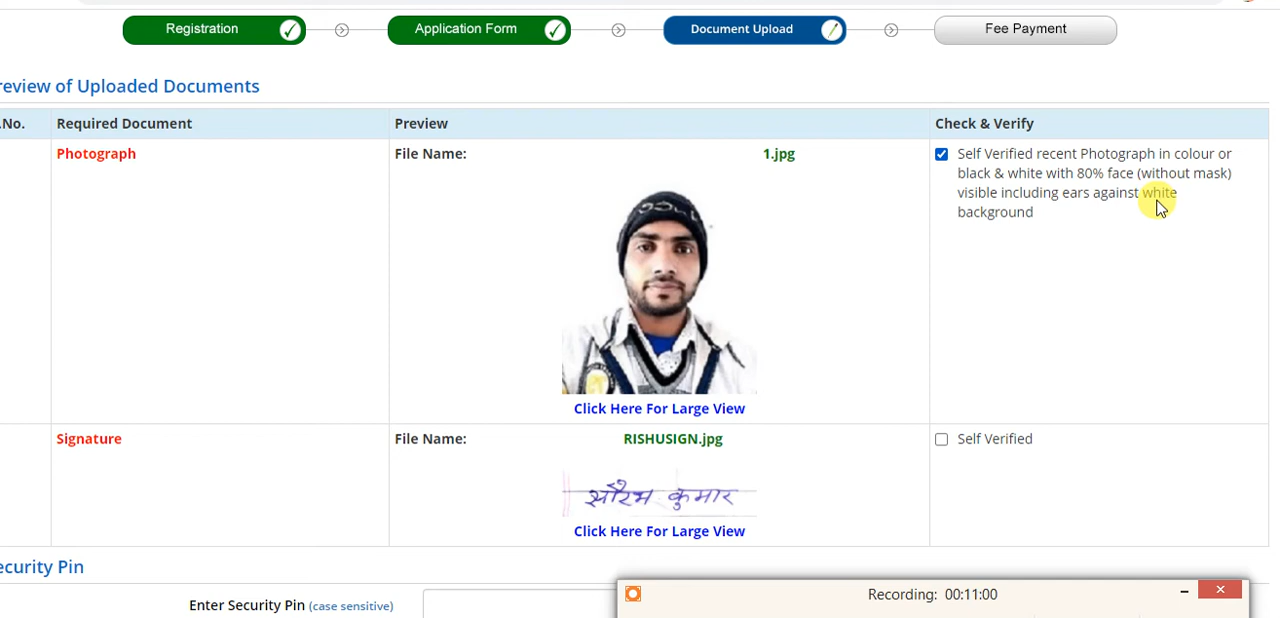 Registration
Application Form
Document Upload
Fee Payment
review of Uploaded Documents
.No.
Required Document
Preview
Check & Verify
Photograph
File Name:
1.jpg
Self Verified recent Photograph in colour or
black & white with 80% face (without mask)
visible including ears against white
background
Click Here For Large View
Signature
File Name:
RISHUSIGN.jpg
Self Verified
सौरभ कुमार
Click Here For Large View
ecurity Pin
Enter Security Pin (case sensitive)
Recording: 00:11:00